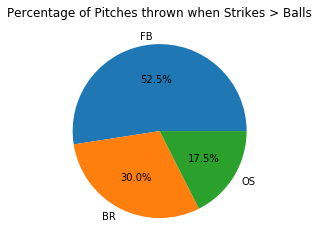 Percentage of Pitches thrown when Strikes > Balls
FB
52.5%
17.5%
30.0%
OS
BR